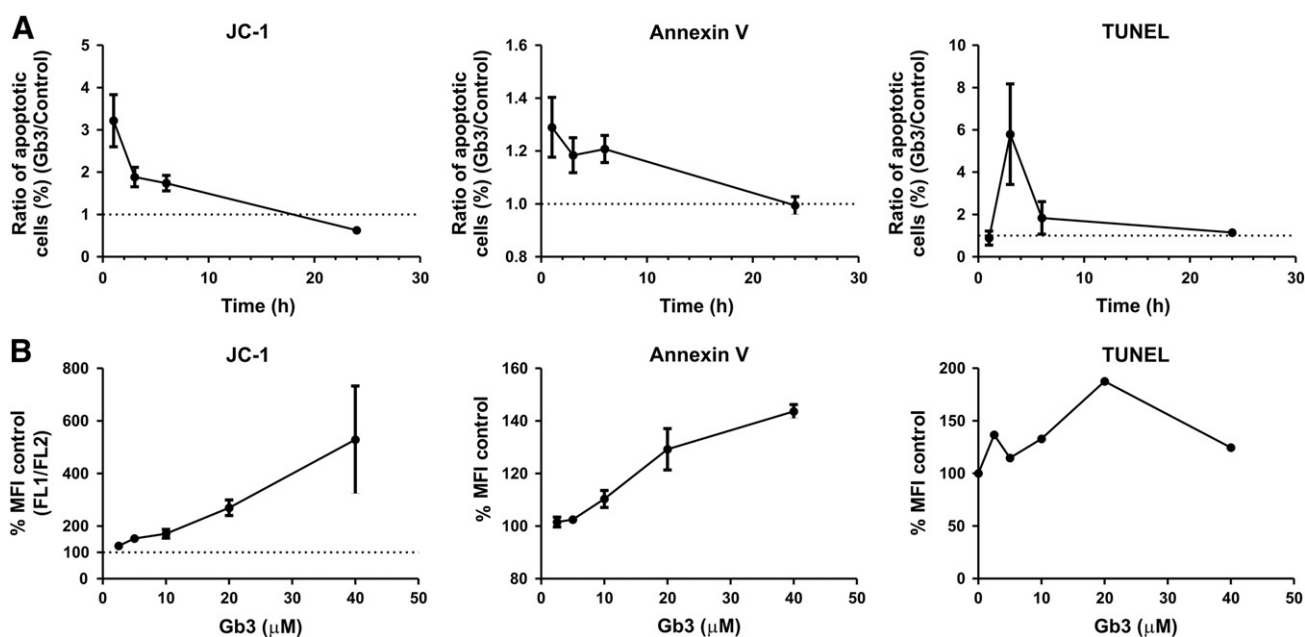 A
JC-1
Ratio of apoptotic
cells (%) (Gb3/Control)
5
4
3
2
1
0
0
10
20
30
Time (h)
Annexin V
Ratio of apoptotic
cells (%) (Gb3/Control)
1.6
1.4
1.2
1.0
0.8
0
10
20
30
Time (h)
TUNEL
Ratio of apoptotic
cells (%) (Gb3/Control)
10
8
6
4
2
0
0
10
20
30
Time (h)
B
JC-1
% MFI control
(FL1/FL2)
800
600
400
200
100
0
0
10
20
30
40
50
Gb3 (μM)
Annexin V
% MFI control
160
140
120
100
80
0
10
20
30
40
50
Gb3 (μM)
TUNEL
% MFI control
200
150
100
50
0
0
10
20
30
40
50
Gb3 (μM)